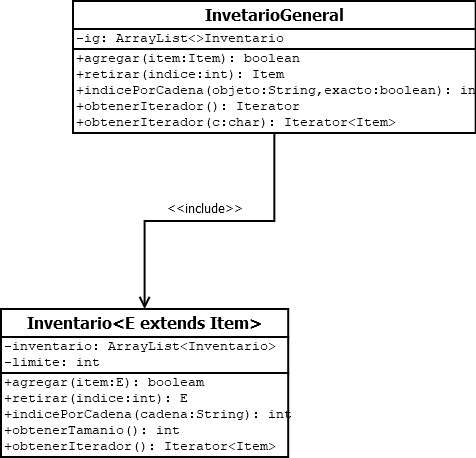 InvetarioGeneral
-ig: ArrayList<>Inventario
+agregar(item:Item) boolean
+retirar(indice:int): Item
+indicePorCadena(objeto:String,exacto:boolean): in
+obtenerIterador(): Iterator
+obtenerIterador(c:char): Iterator<Item>
<<include>>
Inventario<E extends Item>
-inventario: ArrayList<Inventario>
-limite: int
+agregar(item:E): booleam
+retirar(indice:int): E
+indicePorCadena(cadena:String): int
+obtenerTamanio(): int
+obtenerIterador(): Iterator<Item>